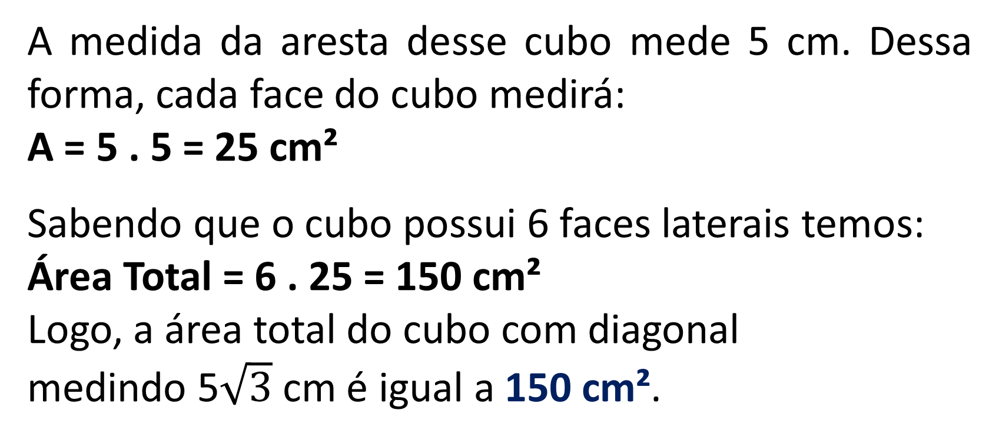 A medida da aresta desse cubo mede 5 cm. Dessa
forma, cada face do cubo medirá:
A = 5 . 5 = 25 cm²
Sabendo que o cubo possui 6 faces laterais temos:
Área Total = 6 . 25 = 150 cm²
Logo, a área total do cubo com diagonal
medindo 5√3 cm é igual a 150 cm².